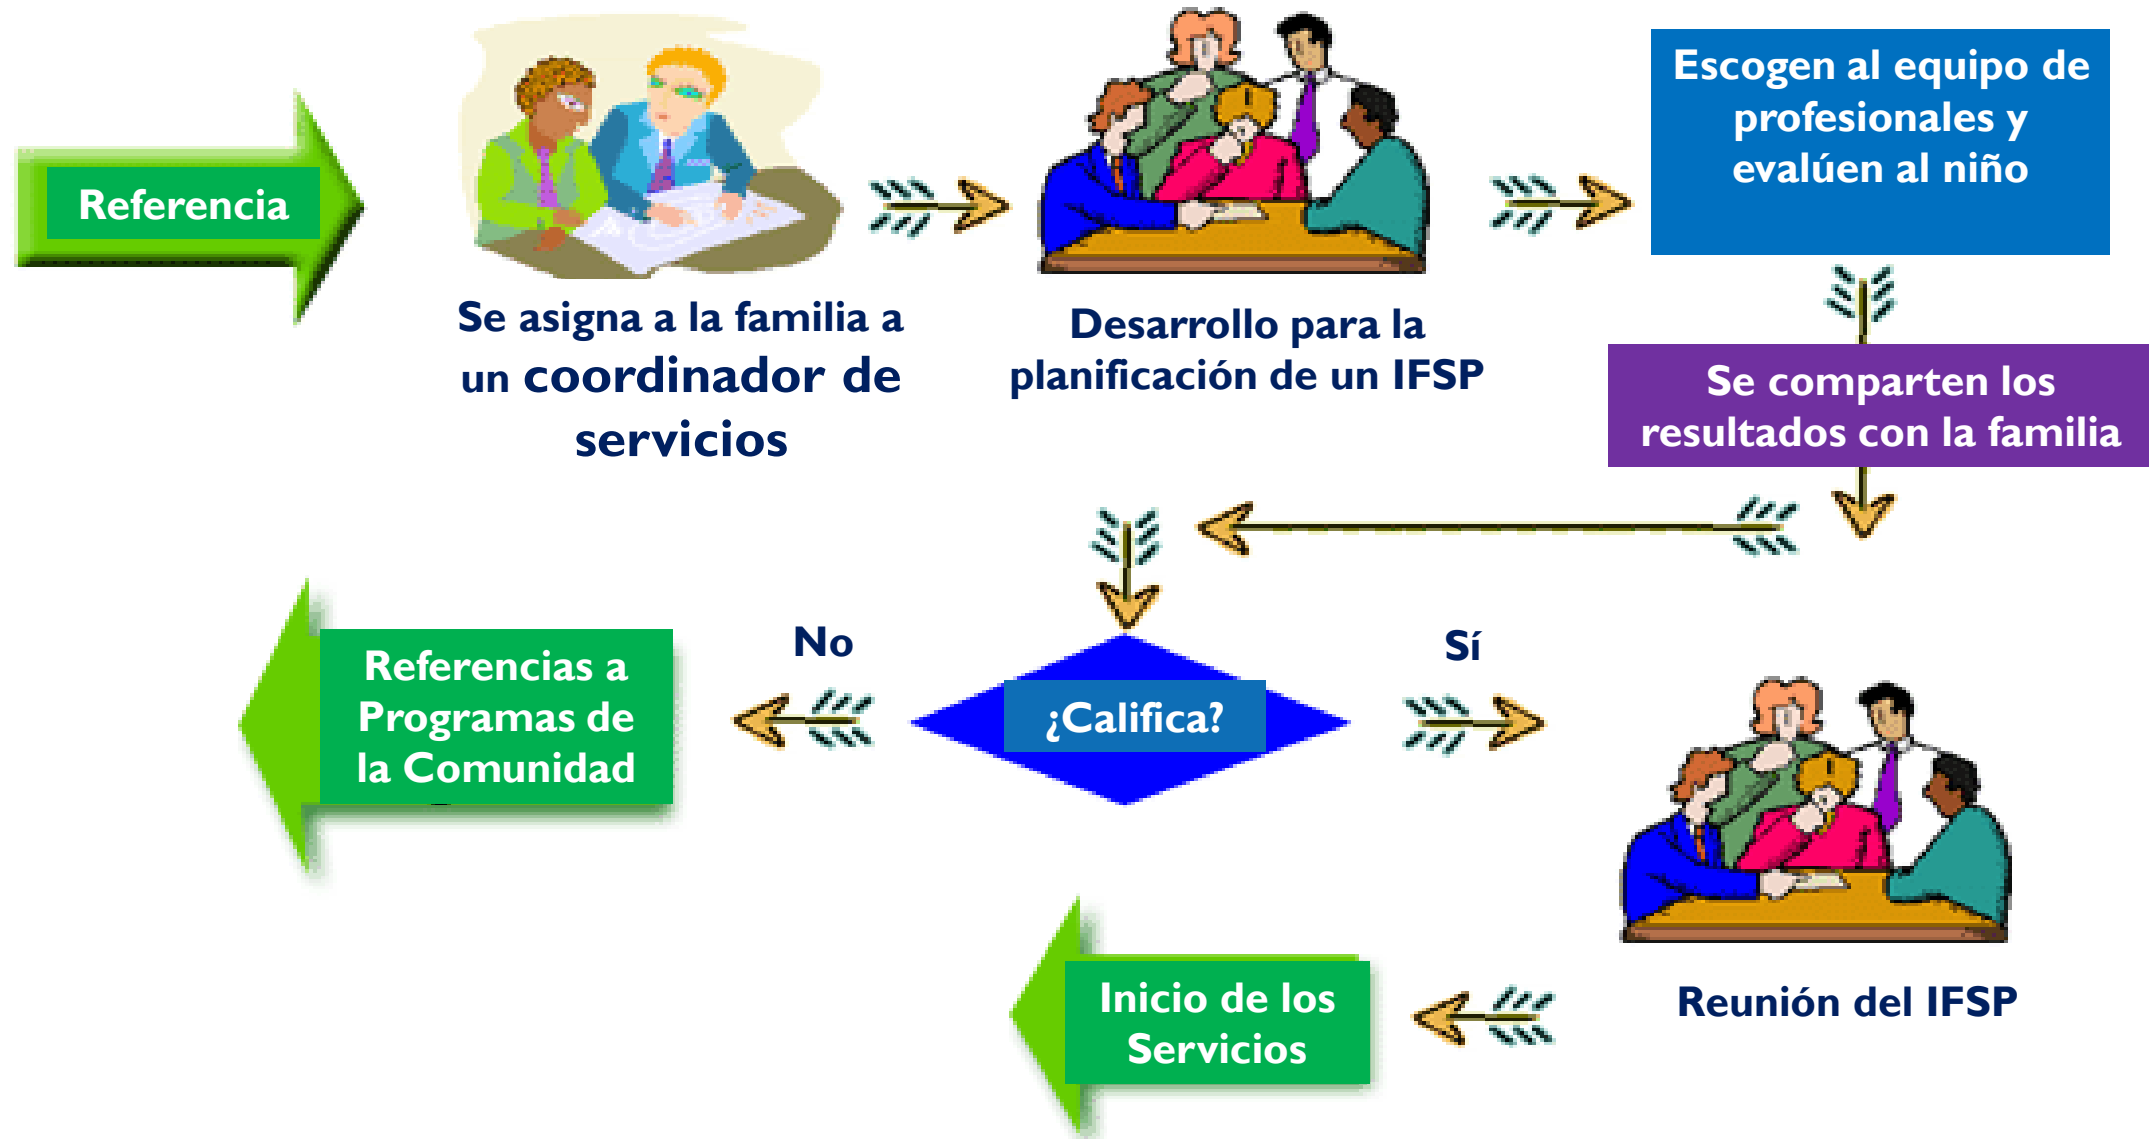 Referencia
Se asigna a la familia a
un coordinador de
servicios
Desarrollo para la
planificación de un IFSP
Escogen al equipo de
profesionales y
evalúen al niño
Se comparten los
resultados con la familia
¿Califica?
No
Referencias a
Programas de
la Comunidad
Sí
Reunión del IFSP
Inicio de los
Servicios